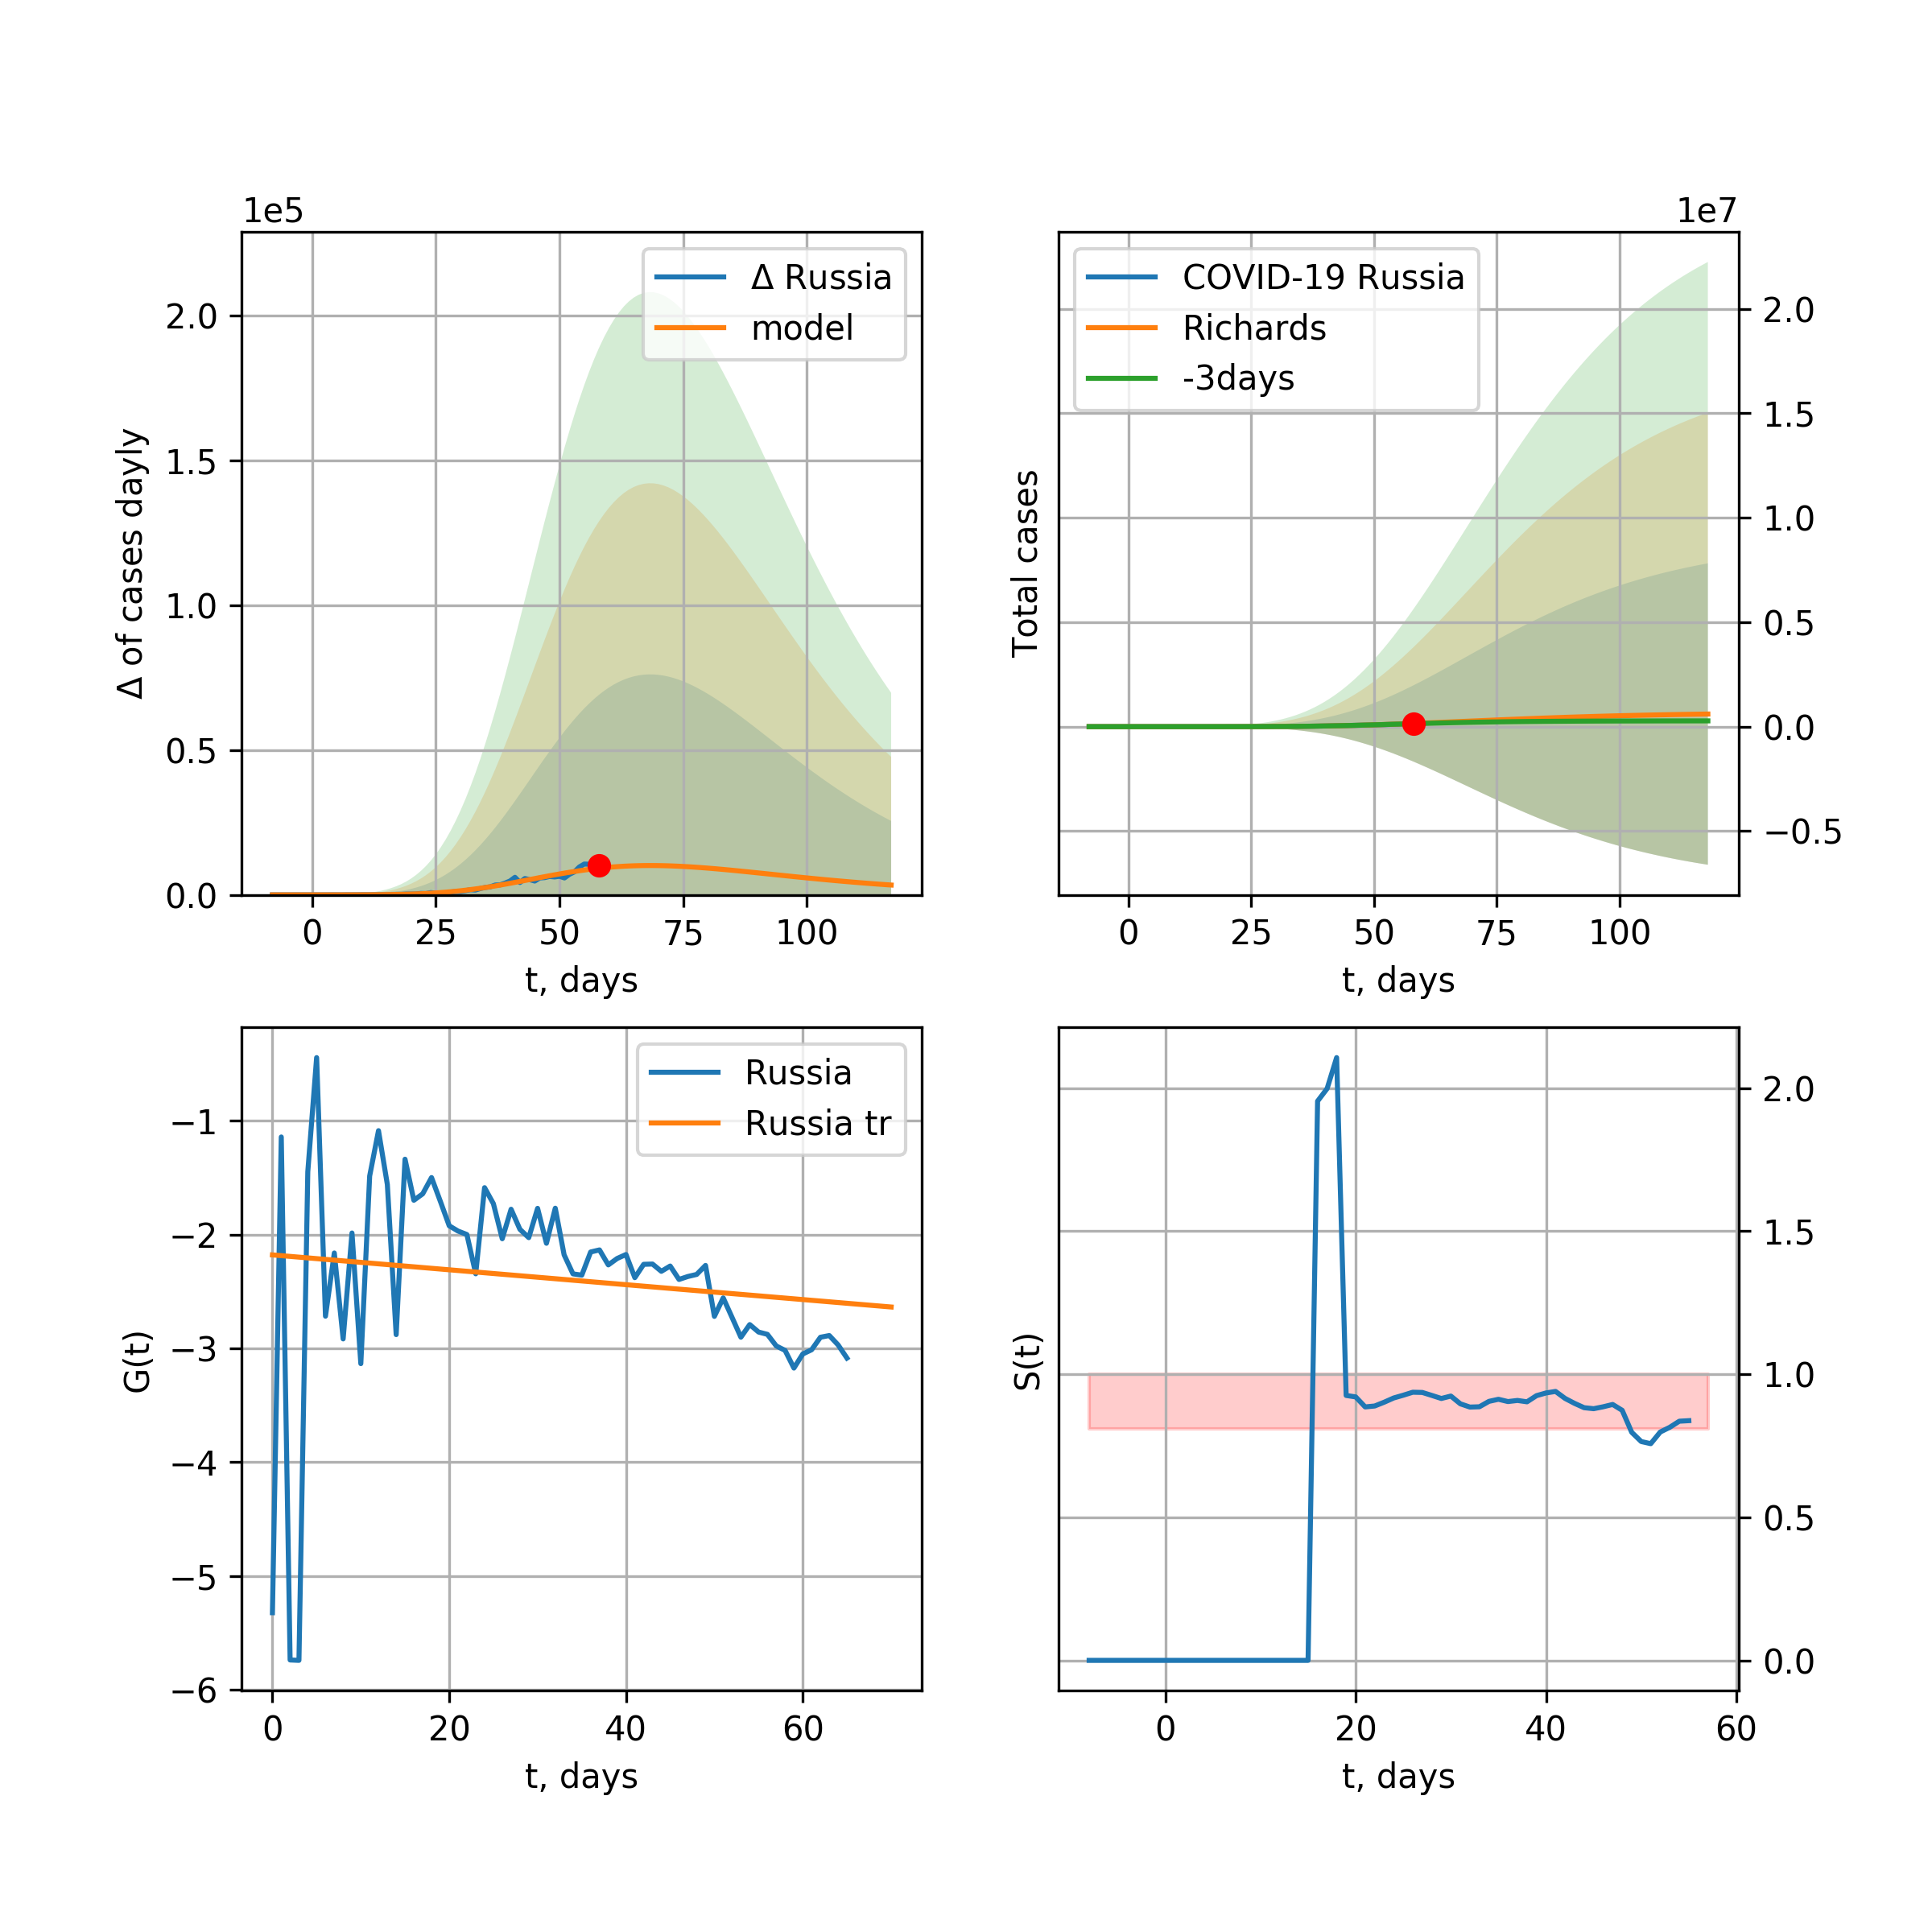 1e5
Δ of cases dayly
2.0
1.5
1.0
0.5
0.0
Δ Russia
model
0 25 50 75 100
t, days
1e7
Total cases
COVID-19 Russia
Richards
-3days
2.0
1.5
1.0
0.5
0.0
−0.5
0 25 50 75 100
t, days
G(t)
−1
−2
−3
−4
−5
−6
Russia
Russia tr
0 20 40 60
t, days
S(t)
2.0
1.5
1.0
0.5
0.0
0 20 40 60
t, days